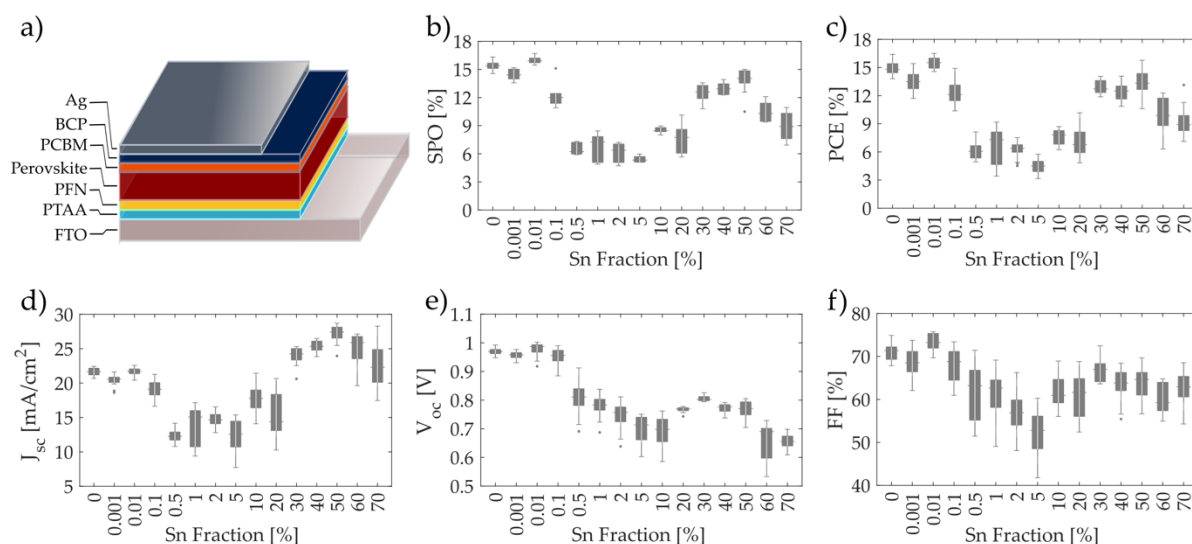 a)
Ag
BCP
PCBM
Perovskite
PFN
PTAA
FTO
b)
SPO [%]
18
15
12
9
6
3
0
0 0.001 0.01 0.1 0.5 1 2 5 10 20 30 40 50 60 70
Sn Fraction [%]
c)
PCE [%]
18
15
12
9
6
3
0
0 0.001 0.01 0.1 0.5 1 2 5 10 20 30 40 50 60 70
Sn Fraction [%]
d)
Jsc [mA/cm2]
30
25
20
15
10
5
0 0.001 0.01 0.1 0.5 1 2 5 10 20 30 40 50 60 70
Sn Fraction [%]
e)
Voc [V]
1.1
1
0.9
0.8
0.7
0.6
0.5
0 0.001 0.01 0.1 0.5 1 2 5 10 20 30 40 50 60 70
Sn Fraction [%]
f)
FF [%]
80
70
60
50
40
0 0.001 0.01 0.1 0.5 1 2 5 10 20 30 40 50 60 70
Sn Fraction [%]